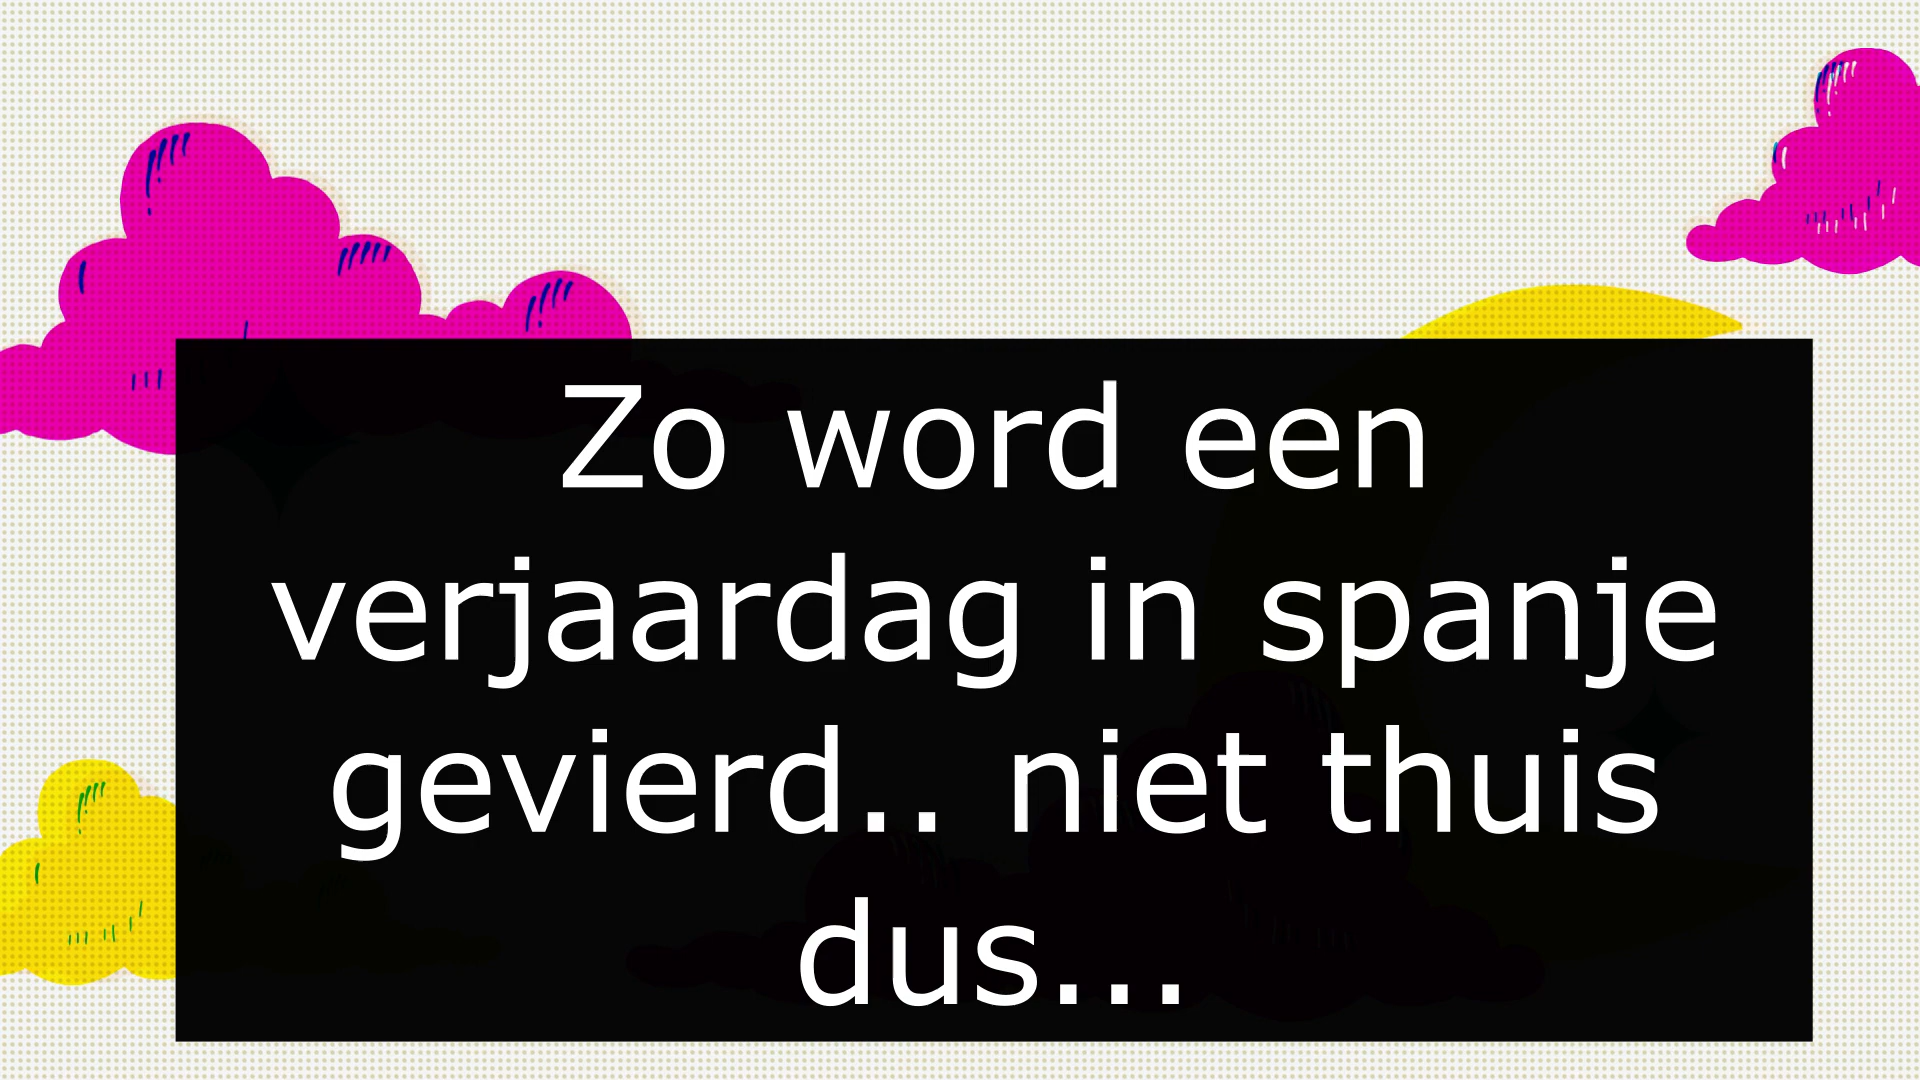 Zo word een
verjaardag in spanje
gevierd.. niet thuis
dus...